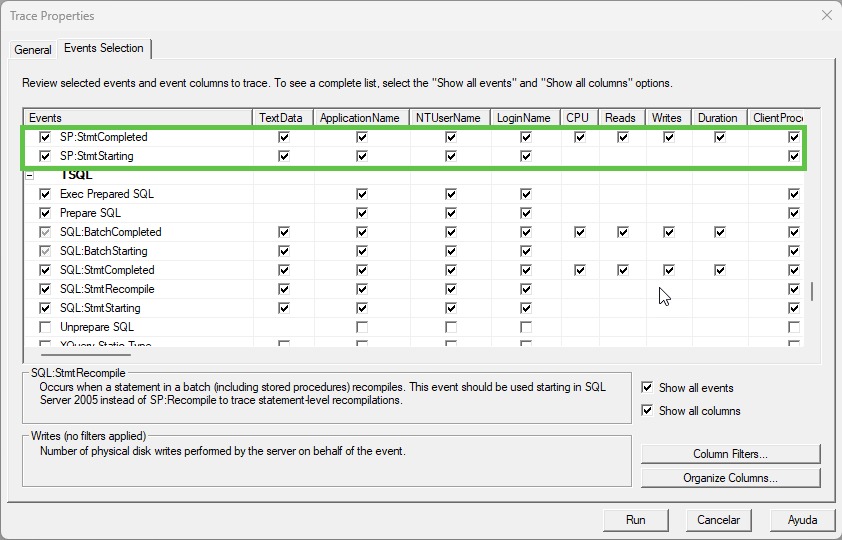 Trace Properties
General Events Selection
Review selected events and event columns to trace. To see a complete list, select the "Show all events" and "Show all columns" options.
Events TextData ApplicationName NTUserName LoginName CPU Reads Writes Duration ClientProce
SP:StmtCompleted
SP:StmtStarting
TSQL
Exec Prepared SQL
Prepare SQL
SQL:BatchCompleted
SQL:BatchStarting
SQL:StmtCompleted
SQL:StmtRecompile
SQL:StmtStarting
Unprepare SQL
XQuery Static Type
SQL:StmtRecompile
Occurs when a statement in a batch (including stored procedures) recompiles. This event should be used starting in SQL
Server 2005 instead of SP:Recompile to trace statement-level recompilations.
Show all events
Show all columns
Writes (no filters applied)
Number of physical disk writes performed by the server on behalf of the event.
Column Filters...
Organize Columns...
Run Cancelar Ayuda